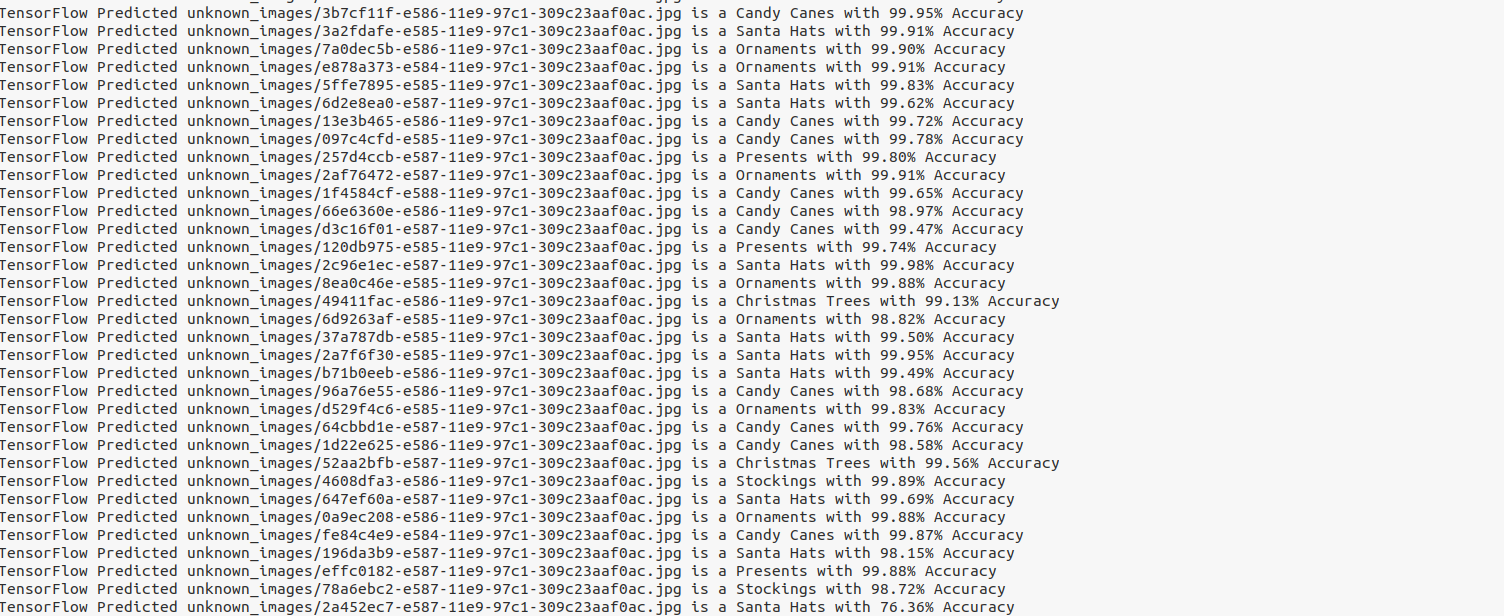 TensorFlow Predicted unknown_images/3b7cf11f-e586-11e9-97c1-309c23aaf0ac.jpg is a Candy Canes with 99.95% Accuracy
TensorFlow Predicted unknown_images/3a2fdafe-e585-11e9-97c1-309c23aaf0ac.jpg is a Santa Hats with 99.91% Accuracy
TensorFlow Predicted unknown_images/7a0dec5b-e586-11e9-97c1-309c23aaf0ac.jpg is a Ornaments with 99.90% Accuracy
TensorFlow Predicted unknown_images/e878a373-e584-11e9-97c1-309c23aaf0ac.jpg is a Ornaments with 99.91% Accuracy
TensorFlow Predicted unknown_images/5ffe7895-e585-11e9-97c1-309c23aaf0ac.jpg is a Santa Hats with 99.83% Accuracy
TensorFlow Predicted unknown_images/6d2e8ea0-e587-11e9-97c1-309c23aaf0ac.jpg is a Santa Hats with 99.62% Accuracy
TensorFlow Predicted unknown_images/13e3b465-e586-11e9-97c1-309c23aaf0ac.jpg is a Candy Canes with 99.72% Accuracy
TensorFlow Predicted unknown_images/097c4cfd-e585-11e9-97c1-309c23aaf0ac.jpg is a Candy Canes with 99.78% Accuracy
TensorFlow Predicted unknown_images/257d4ccb-e587-11e9-97c1-309c23aaf0ac.jpg is a Presents with 99.80% Accuracy
TensorFlow Predicted unknown_images/2af76472-e587-11e9-97c1-309c23aaf0ac.jpg is a Ornaments with 99.91% Accuracy
TensorFlow Predicted unknown_images/1f4584cf-e588-11e9-97c1-309c23aaf0ac.jpg is a Candy Canes with 99.65% Accuracy
TensorFlow Predicted unknown_images/66e6360e-e586-11e9-97c1-309c23aaf0ac.jpg is a Candy Canes with 98.97% Accuracy
TensorFlow Predicted unknown_images/d3c16f01-e587-11e9-97c1-309c23aaf0ac.jpg is a Candy Canes with 99.47% Accuracy
TensorFlow Predicted unknown_images/120db975-e585-11e9-97c1-309c23aaf0ac.jpg is a Presents with 99.74% Accuracy
TensorFlow Predicted unknown_images/2c96e1ec-e587-11e9-97c1-309c23aaf0ac.jpg is a Santa Hats with 99.98% Accuracy
TensorFlow Predicted unknown_images/8ea0c46e-e585-11e9-97c1-309c23aaf0ac.jpg is a Ornaments with 99.88% Accuracy
TensorFlow Predicted unknown_images/49411fac-e586-11e9-97c1-309c23aaf0ac.jpg is a Christmas Trees with 99.13% Accuracy
TensorFlow Predicted unknown_images/6d9263af-e585-11e9-97c1-309c23aaf0ac.jpg is a Ornaments with 98.82% Accuracy
TensorFlow Predicted unknown_images/37a787db-e585-11e9-97c1-309c23aaf0ac.jpg is a Santa Hats with 99.50% Accuracy
TensorFlow Predicted unknown_images/2a7f6f30-e585-11e9-97c1-309c23aaf0ac.jpg is a Santa Hats with 99.95% Accuracy
TensorFlow Predicted unknown_images/b71b0eeb-e586-11e9-97c1-309c23aaf0ac.jpg is a Santa Hats with 99.49% Accuracy
TensorFlow Predicted unknown_images/96a76e55-e586-11e9-97c1-309c23aaf0ac.jpg is a Candy Canes with 98.68% Accuracy
TensorFlow Predicted unknown_images/d529f4c6-e585-11e9-97c1-309c23aaf0ac.jpg is a Ornaments with 99.83% Accuracy
TensorFlow Predicted unknown_images/64cbbd1e-e587-11e9-97c1-309c23aaf0ac.jpg is a Candy Canes with 99.76% Accuracy
TensorFlow Predicted unknown_images/1d22e625-e586-11e9-97c1-309c23aaf0ac.jpg is a Candy Canes with 98.58% Accuracy
TensorFlow Predicted unknown_images/52aa2bfb-e587-11e9-97c1-309c23aaf0ac.jpg is a Christmas Trees with 99.56% Accuracy
TensorFlow Predicted unknown_images/4608dfa3-e586-11e9-97c1-309c23aaf0ac.jpg is a Stockings with 99.89% Accuracy
TensorFlow Predicted unknown_images/647ef60a-e587-11e9-97c1-309c23aaf0ac.jpg is a Santa Hats with 99.69% Accuracy
TensorFlow Predicted unknown_images/0a9ec208-e586-11e9-97c1-309c23aaf0ac.jpg is a Ornaments with 99.88% Accuracy
TensorFlow Predicted unknown_images/fe84c4e9-e584-11e9-97c1-309c23aaf0ac.jpg is a Candy Canes with 99.87% Accuracy
TensorFlow Predicted unknown_images/196da3b9-e587-11e9-97c1-309c23aaf0ac.jpg is a Santa Hats with 98.15% Accuracy
TensorFlow Predicted unknown_images/effc0182-e587-11e9-97c1-309c23aaf0ac.jpg is a Presents with 99.88% Accuracy
TensorFlow Predicted unknown_images/78a6ebc2-e587-11e9-97c1-309c23aaf0ac.jpg is a Stockings with 98.72% Accuracy
TensorFlow Predicted unknown_images/2a452ec7-e587-11e9-97c1-309c23aaf0ac.jpg is a Santa Hats with 76.36% Accuracy